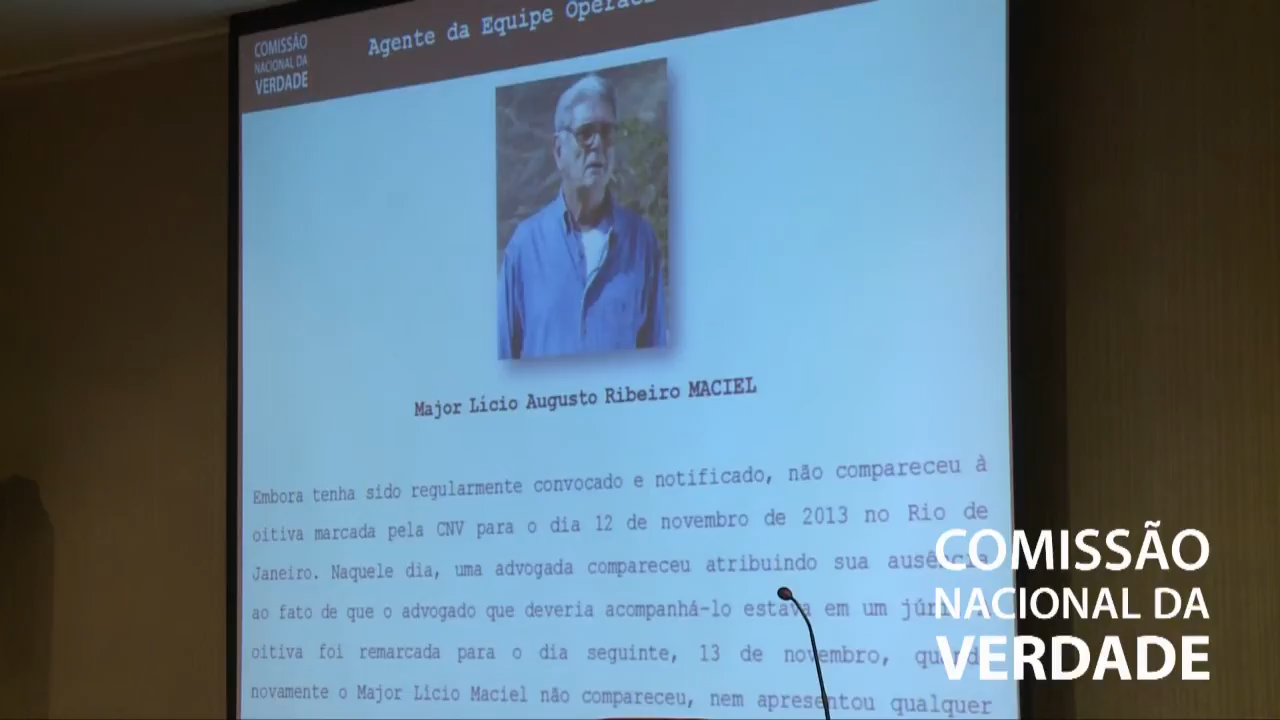 COMISSÃO
NACIONAL DA
VERDADE
Agente da Equipe
Major Lício Augusto Ribeiro MACIEL
Embora tenha sido regularmente convocado e notificado, não compareceu à
oitiva marcada pela CNV para o dia 12 de novembro de 2013 no Rio de
Janeiro. Naquele dia, uma advogada compareceu atribuindo sua ausência
ao fato de que o advogado que deveria acompanhá-lo estava em um
oitiva foi remarcada para o dia seguinte, 13 de novembro,
novamente o Major Lício Maciel não compareceu, nem apresentou qualquer
COMISSÃO
NACIONAL DA
VERDADE